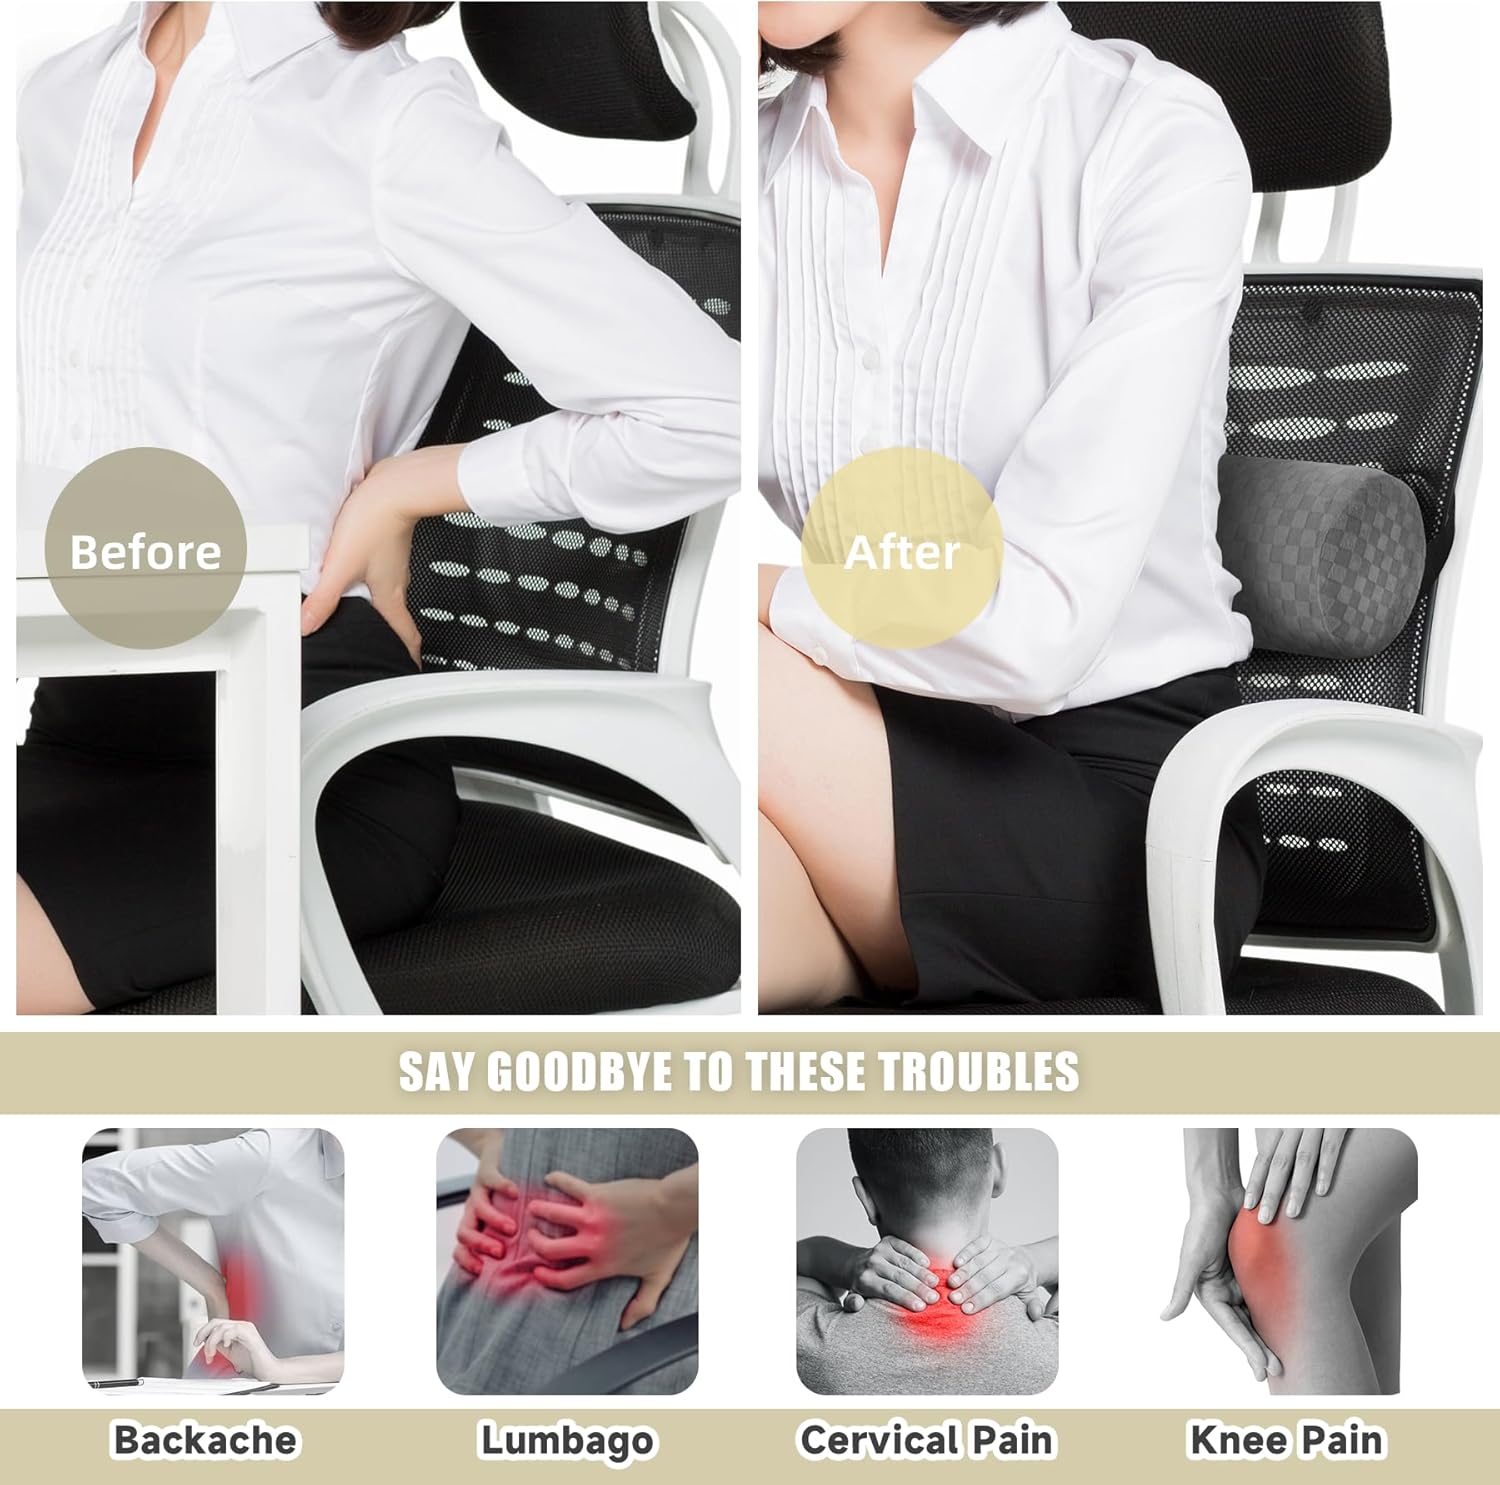 Before
After
SAY GOODBYE TO THESE TROUBLES
Backache
Lumbago
Cervical Pain
Knee Pain